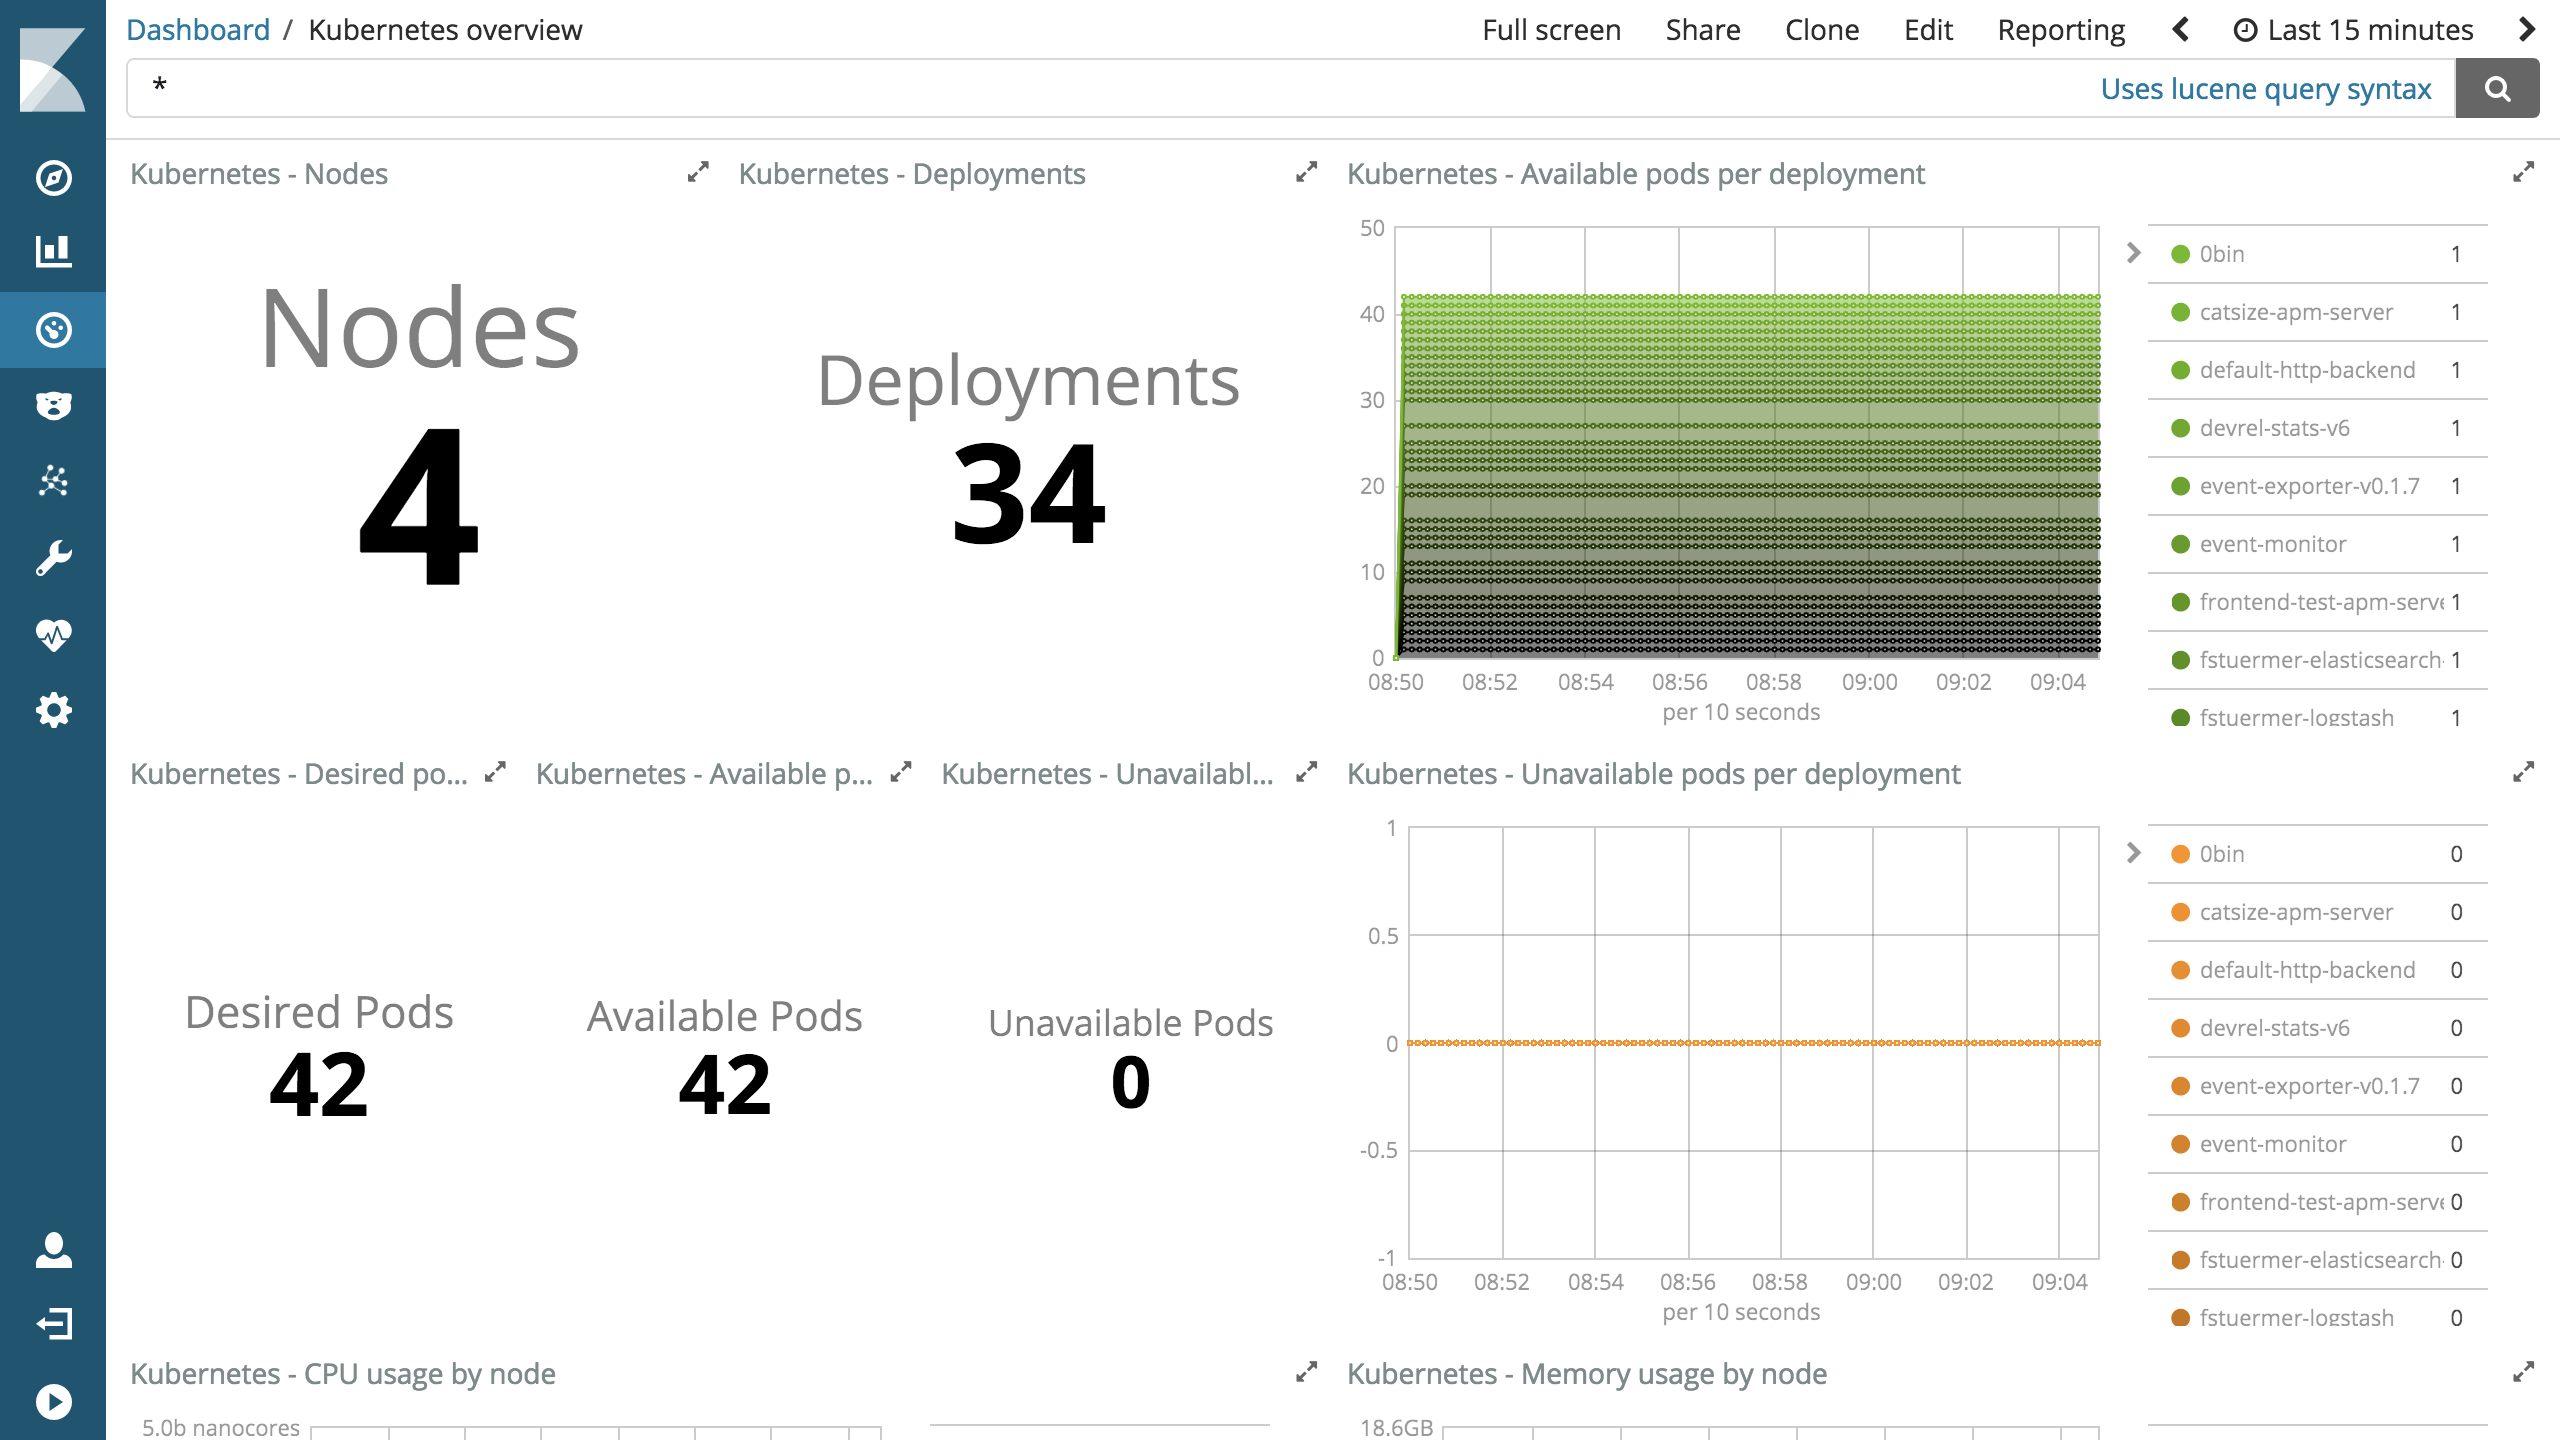 Dashboard / Kubernetes overview
Full screen Share Clone Edit Reporting Last 15 minutes
*
Uses lucene query syntax
Kubernetes - Nodes
Nodes
4
Kubernetes - Deployments
Deployments
34
Kubernetes - Available pods per deployment
50
40
30
20
10
0
08:50 08:52 08:54 08:56 08:58 09:00 09:02 09:04
per 10 seconds
0bin 1
catsize-apm-server 1
default-http-backend 1
devrel-stats-v6 1
event-exporter-v0.1.7 1
event-monitor 1
frontend-test-apm-serve 1
fstuermer-elasticsearch- 1
fstuermer-logstash 1
Kubernetes - Desired po...
Desired Pods
42
Kubernetes - Available p...
Available Pods
42
Kubernetes - Unavailabl...
Unavailable Pods
0
Kubernetes - Unavailable pods per deployment
1
0.5
0
-0.5
-1
08:50 08:52 08:54 08:56 08:58 09:00 09:02 09:04
per 10 seconds
0bin 0
catsize-apm-server 0
default-http-backend 0
devrel-stats-v6 0
event-exporter-v0.1.7 0
event-monitor 0
frontend-test-apm-serve 0
fstuermer-elasticsearch- 0
fstuermer-logstash 0
Kubernetes - CPU usage by node
5.0b nanocores
Kubernetes - Memory usage by node
18.6GB